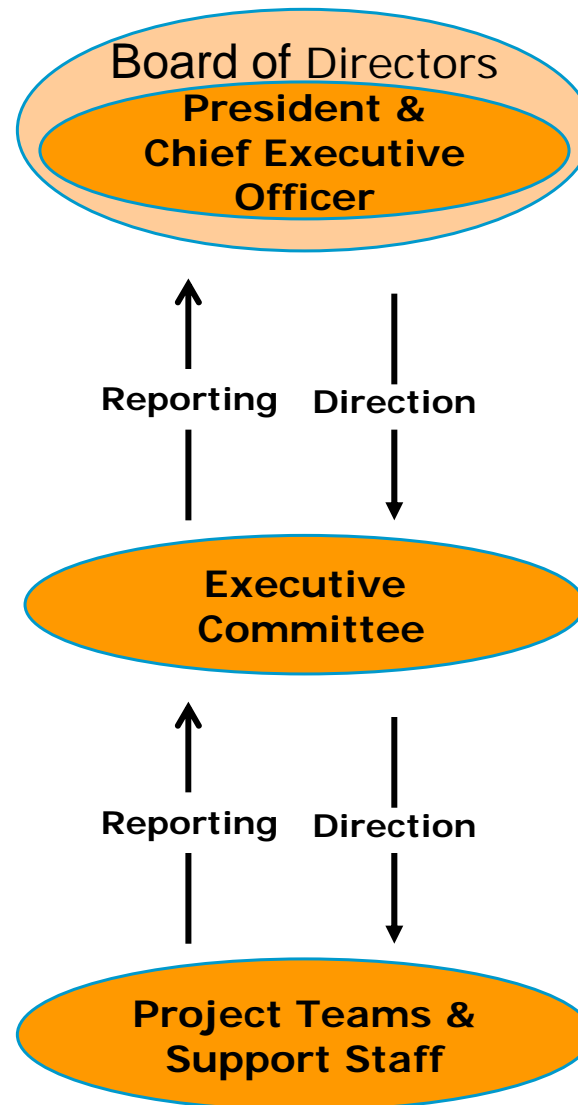 Board of Directors
President &
Chief Executive
Officer
Reporting Direction
Executive
Committee
Reporting Direction
Project Teams &
Support Staff